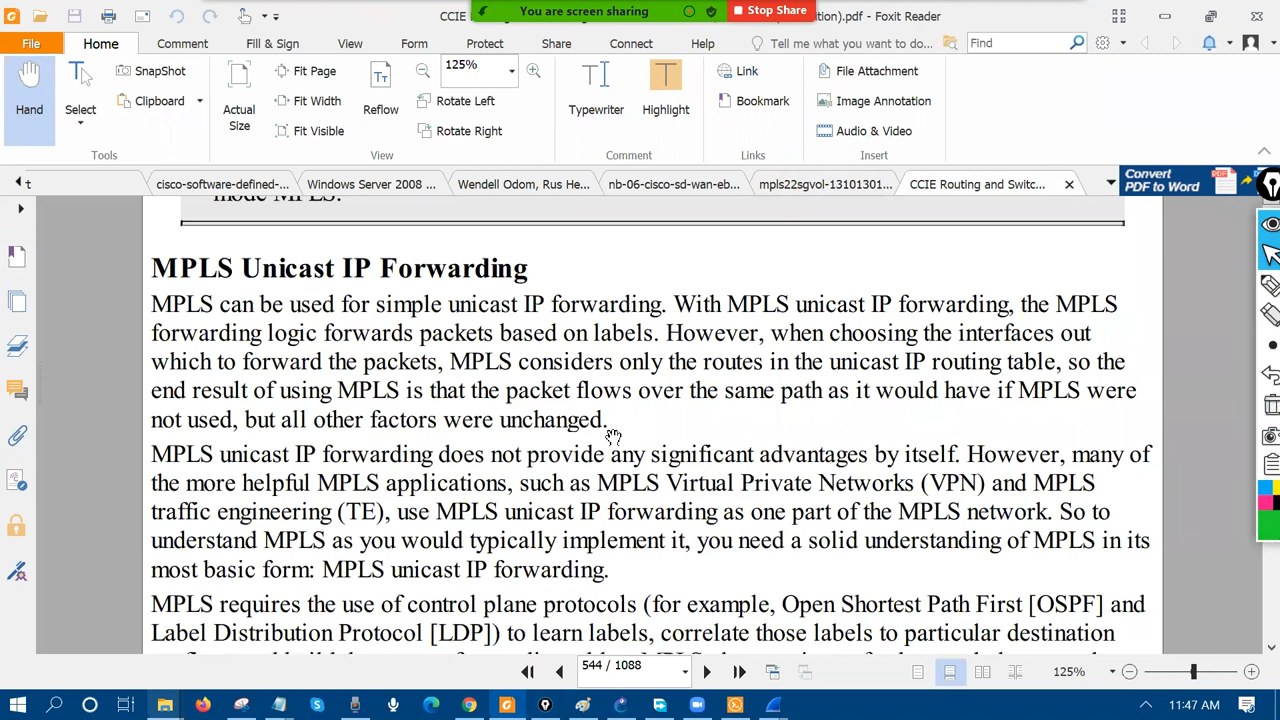 CCIE
You are screen sharing
Stop Share
ition).pdf - Foxit Reader
File
Home
Comment
Fill & Sign
View
Form
Protect
Share
Connect
Help
Tell me what you want to do...
Find
Hand
Select
SnapShot
Clipboard
Actual Size
Fit Page
Fit Width
Fit Visible
Reflow
125%
Rotate Left
Rotate Right
Typewriter
Highlight
Link
Bookmark
File Attachment
Image Annotation
Audio & Video
Tools
View
Comment
Links
Insert
t
cisco-software-defined-...
Windows Server 2008 ...
Wendell Odom, Rus He...
nb-06-cisco-sd-wan-eb...
mpls22sgvol-13101301...
CCIE Routing and Switc...
Convert
PDF to Word
mode MPLS.
MPLS Unicast IP Forwarding
MPLS can be used for simple unicast IP forwarding. With MPLS unicast IP forwarding, the MPLS
forwarding logic forwards packets based on labels. However, when choosing the interfaces out
which to forward the packets, MPLS considers only the routes in the unicast IP routing table, so the
end result of using MPLS is that the packet flows over the same path as it would have if MPLS were
not used, but all other factors were unchanged.
MPLS unicast IP forwarding does not provide any significant advantages by itself. However, many of
the more helpful MPLS applications, such as MPLS Virtual Private Networks (VPN) and MPLS
traffic engineering (TE), use MPLS unicast IP forwarding as one part of the MPLS network. So to
understand MPLS as you would typically implement it, you need a solid understanding of MPLS in its
most basic form: MPLS unicast IP forwarding.
MPLS requires the use of control plane protocols (for example, Open Shortest Path First [OSPF] and
Label Distribution Protocol [LDP]) to learn labels, correlate those labels to particular destination
544 / 1088
125%
11:47 AM